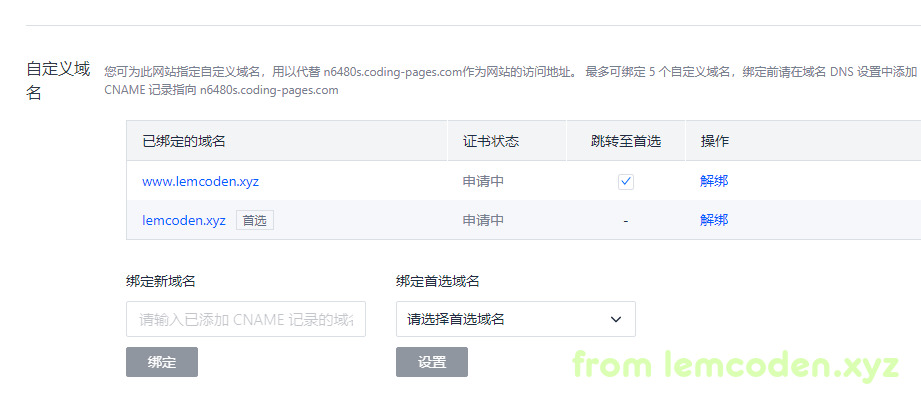 自定义域名
您可为此网站指定自定义域名，用以代替 n6480s.coding-pages.com作为网站的访问地址。 最多可绑定 5 个自定义域名，绑定前请在域名 DNS 设置中添加
CNAME 记录指向 n6480s.coding-pages.com
已绑定的域名 证书状态 跳转至首选 操作
www.lemcoden.xyz 申请中 解绑
lemcoden.xyz 首选 申请中 - 解绑
绑定新域名 绑定首选域名
请输入已添加 CNAME 记录的域名 请选择首选域名
绑定 设置
from lemcoden.xyz